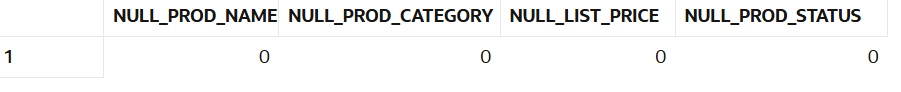 NULL_PROD_NAME NULL_PROD_CATEGORY NULL_LIST_PRICE NULL_PROD_STATUS
1 0 0 0 0